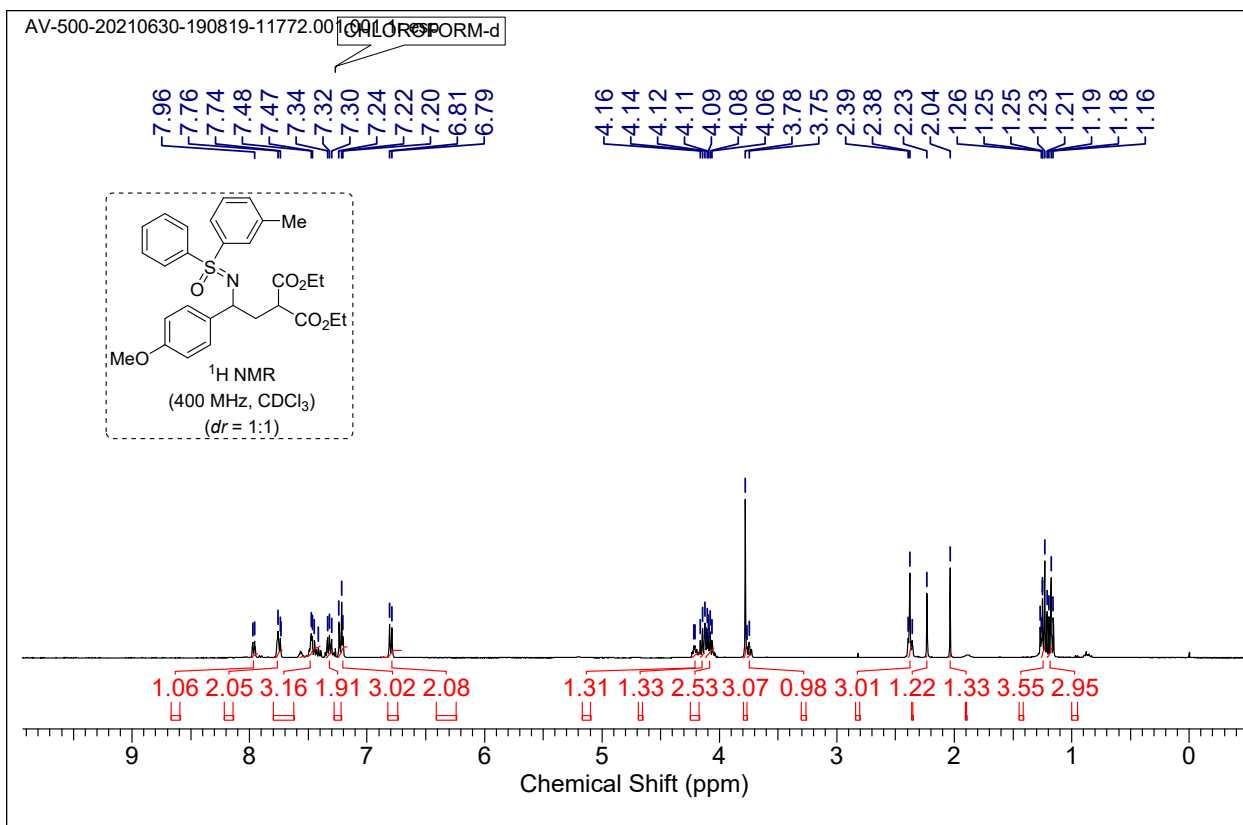 AV-500-20210630-190819-11772.001.001.1r.esp
CHLOROFORM-d
7.96 7.76 7.74 7.48 7.47 7.34 7.32 7.30 7.24 7.22 7.20 6.81 6.79 4.16 4.14 4.12 4.11 4.09 4.08 4.06 3.78 3.75 2.39 2.38 2.23 2.04 1.26 1.25 1.25 1.23 1.21 1.19 1.18 1.16
Me
S N
O
CO2Et
CO2Et
MeO
1H NMR
(400 MHz, CDCl3)
(dr = 1:1)
1.06 2.05 3.16 1.91 3.02 2.08 1.31 1.33 2.53 3.07 0.98 3.01 1.22 1.33 3.55 2.95
9 8 7 6 5 4 3 2 1 0
Chemical Shift (ppm)